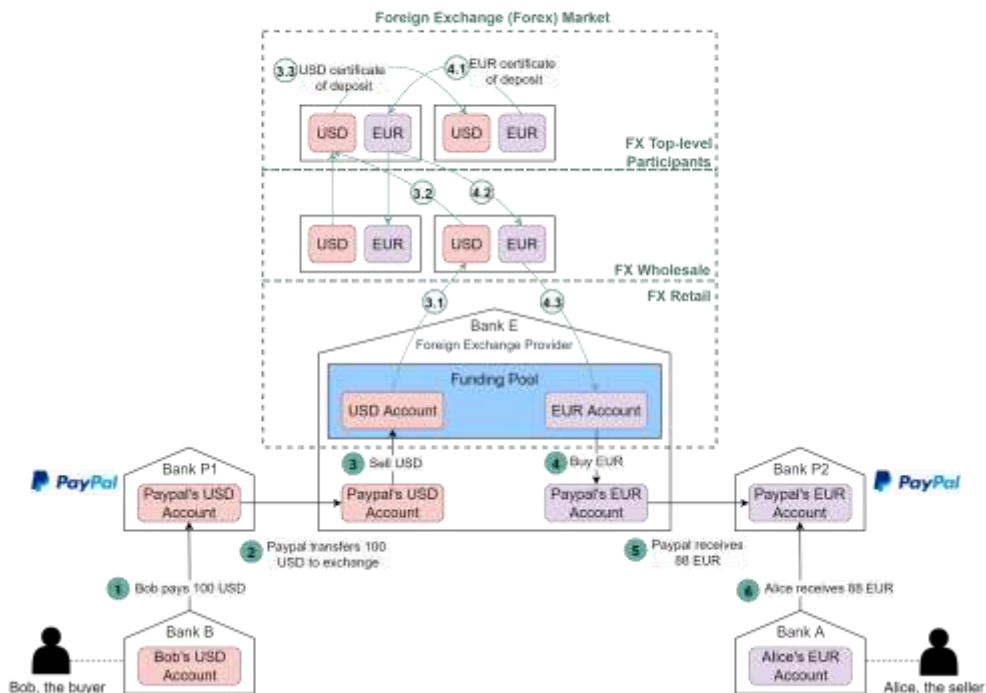 Foreign Exchange (Forex) Market
3.3
USD certificate
of deposit
4.1
EUR certificate
of deposit
USD
EUR
USD
EUR
FX Top-level
Participants
3.2
4.2
USD
EUR
USD
EUR
FX Wholesale
FX Retail
3.1
4.3
Bank E
Foreign Exchange Provider
Funding Pool
USD Account
EUR Account
3
Sell USD
4
Buy EUR
PayPal
Bank P1
Paypal's USD
Account
Paypal's USD
Account
Paypal's EUR
Account
Bank P2
Paypal's EUR
Account
PayPal
2
Paypal transfers 100
USD to exchange
5
Paypal receives
88 EUR
1
Bob pays 100 USD
6
Alice receives 88 EUR
Bank B
Bob's USD
Account
Bob, the buyer
Bank A
Alice's EUR
Account
Alice, the seller